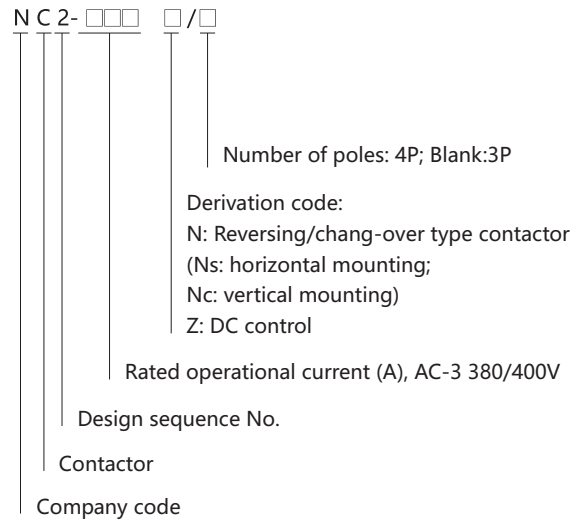 N C 2- □□□ □ / □
Number of poles: 4P; Blank:3P
Derivation code:
N: Reversing/chang-over type contactor
(Ns: horizontal mounting;
Nc: vertical mounting)
Z: DC control
Rated operational current (A), AC-3 380/400V
Design sequence No.
Contactor
Company code